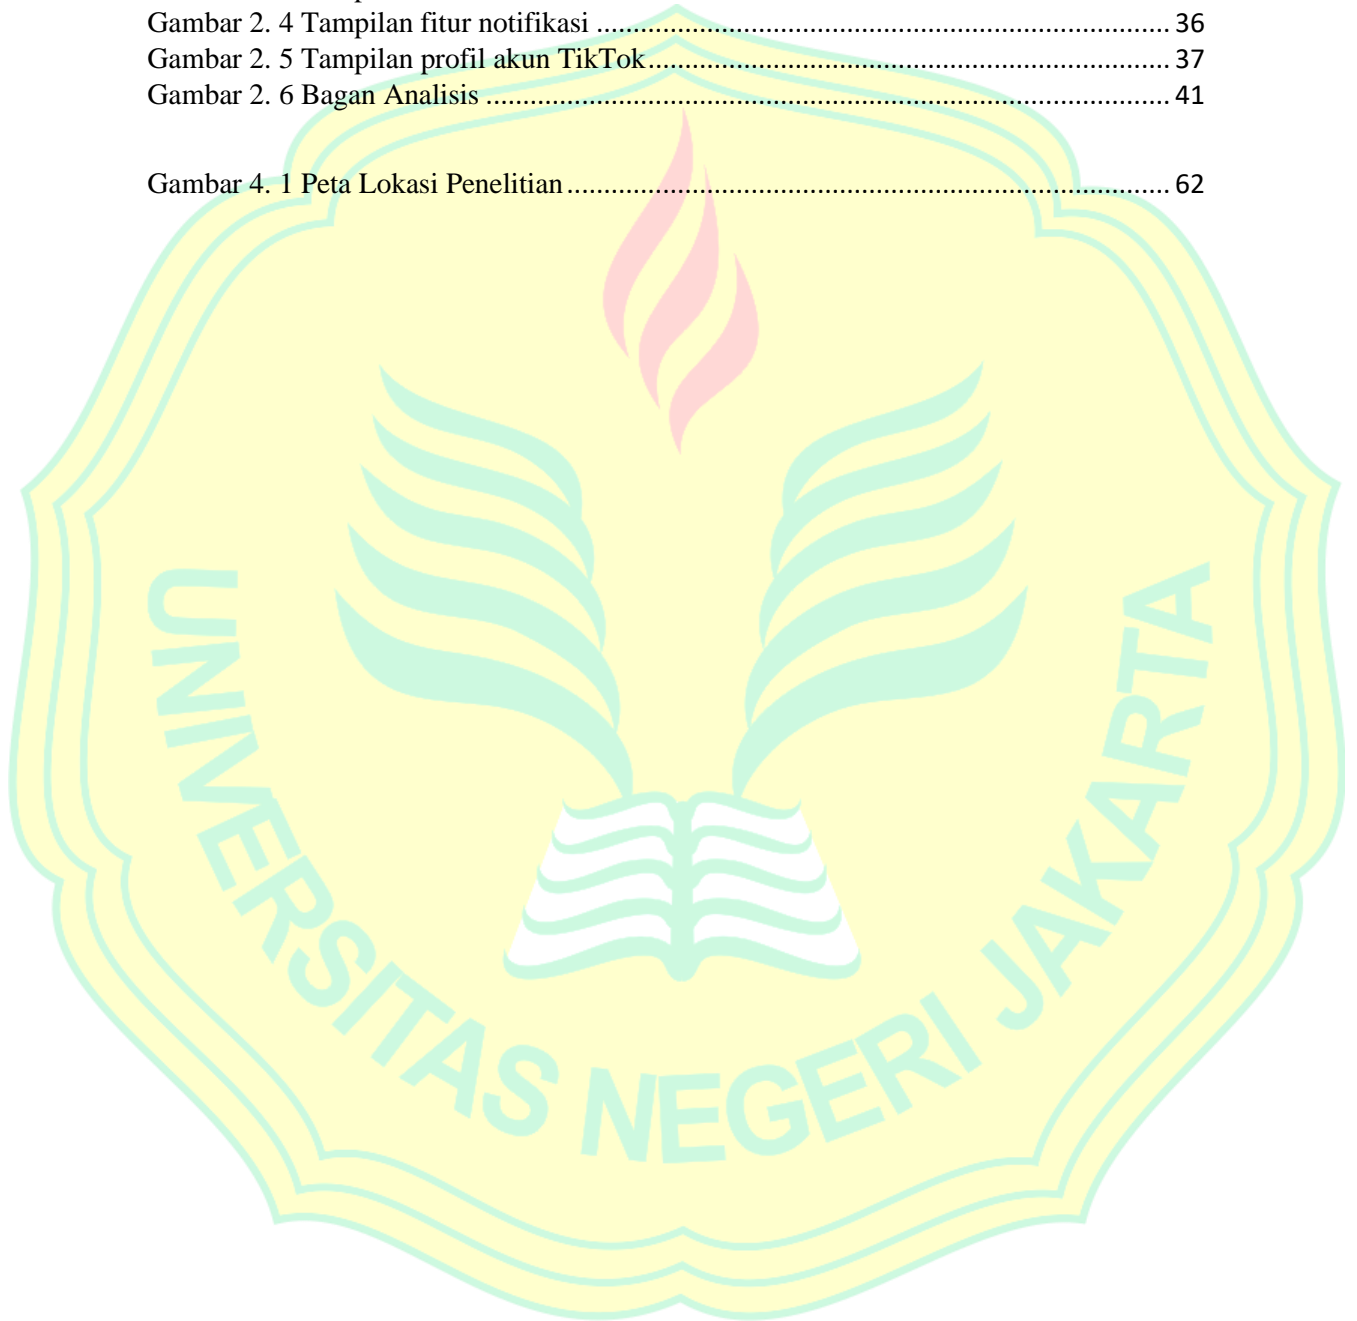 Gambar 2. 4 Tampilan fitur notifikasi ............................................................................. 36
Gambar 2. 5 Tampilan profil akun TikTok...................................................................... 37
Gambar 2. 6 Bagan Analisis ............................................................................................ 41
Gambar 4. 1 Peta Lokasi Penelitian ................................................................................. 62
UNIVERSITAS NEGERI JAKARTA